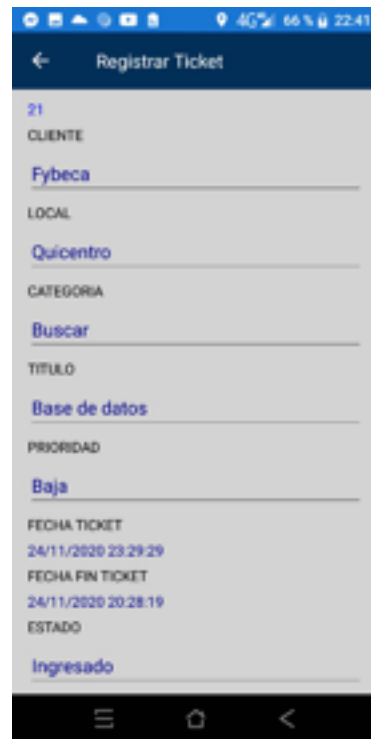 4G 66 % 22:41
Registrar Ticket
21
CLIENTE
Fybeca
LOCAL
Quicentro
CATEGORIA
Buscar
TITULO
Base de datos
PRIORIDAD
Baja
FECHA TICKET
24/11/2020 23:29:29
FECHA FIN TICKET
24/11/2020 20:28:19
ESTADO
Ingresado